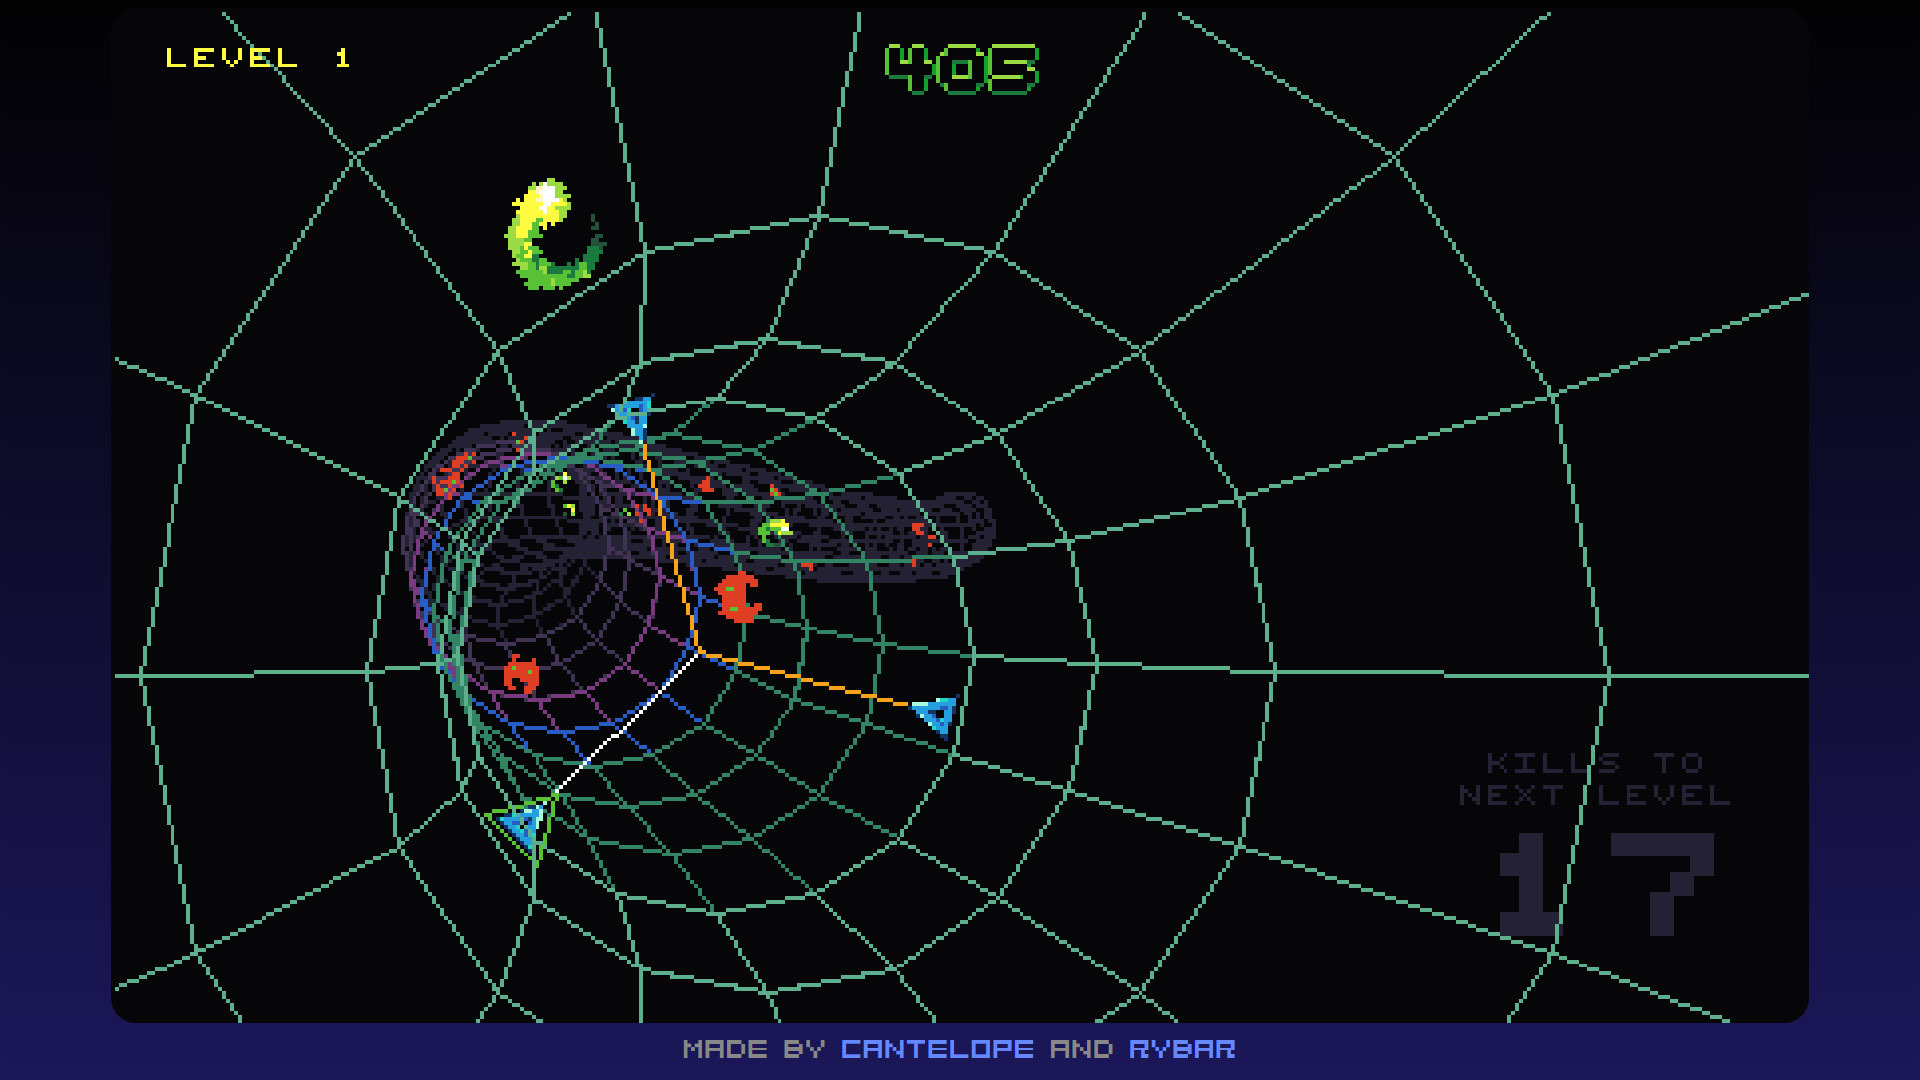 LEVEL 1
405
KILLS TO
NEXT LEVEL
17
MADE BY CANTELOPE AND RYBAR